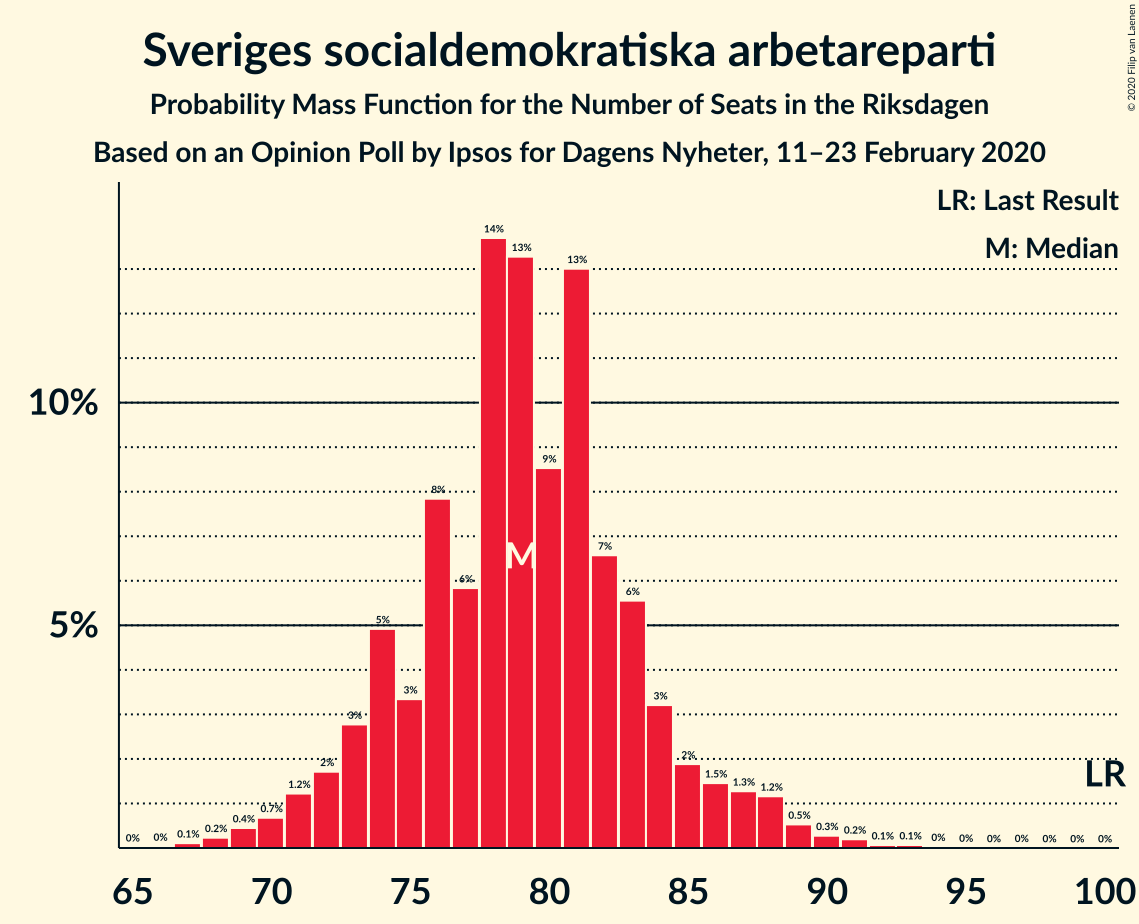 Sveriges socialdemokratiska arbetareparti
Probability Mass Function for the Number of Seats in the Riksdagen
Based on an Opinion Poll by Ipsos for Dagens Nyheter, 11–23 February 2020
© 2020 Filip van Laenen
LR: Last Result
M: Median
10%
5%
0% 0% 0.1% 0.2% 0.4% 0.7% 1.2% 2% 3% 5% 3% 8% 6% 14% 13% 9% 13% 7% 6% 3% 2% 1.5% 1.3% 1.2% 0.5% 0.3% 0.2% 0.1% 0.1% 0% 0% 0% 0% 0% 0% 0%
M
LR
65 70 75 80 85 90 95 100